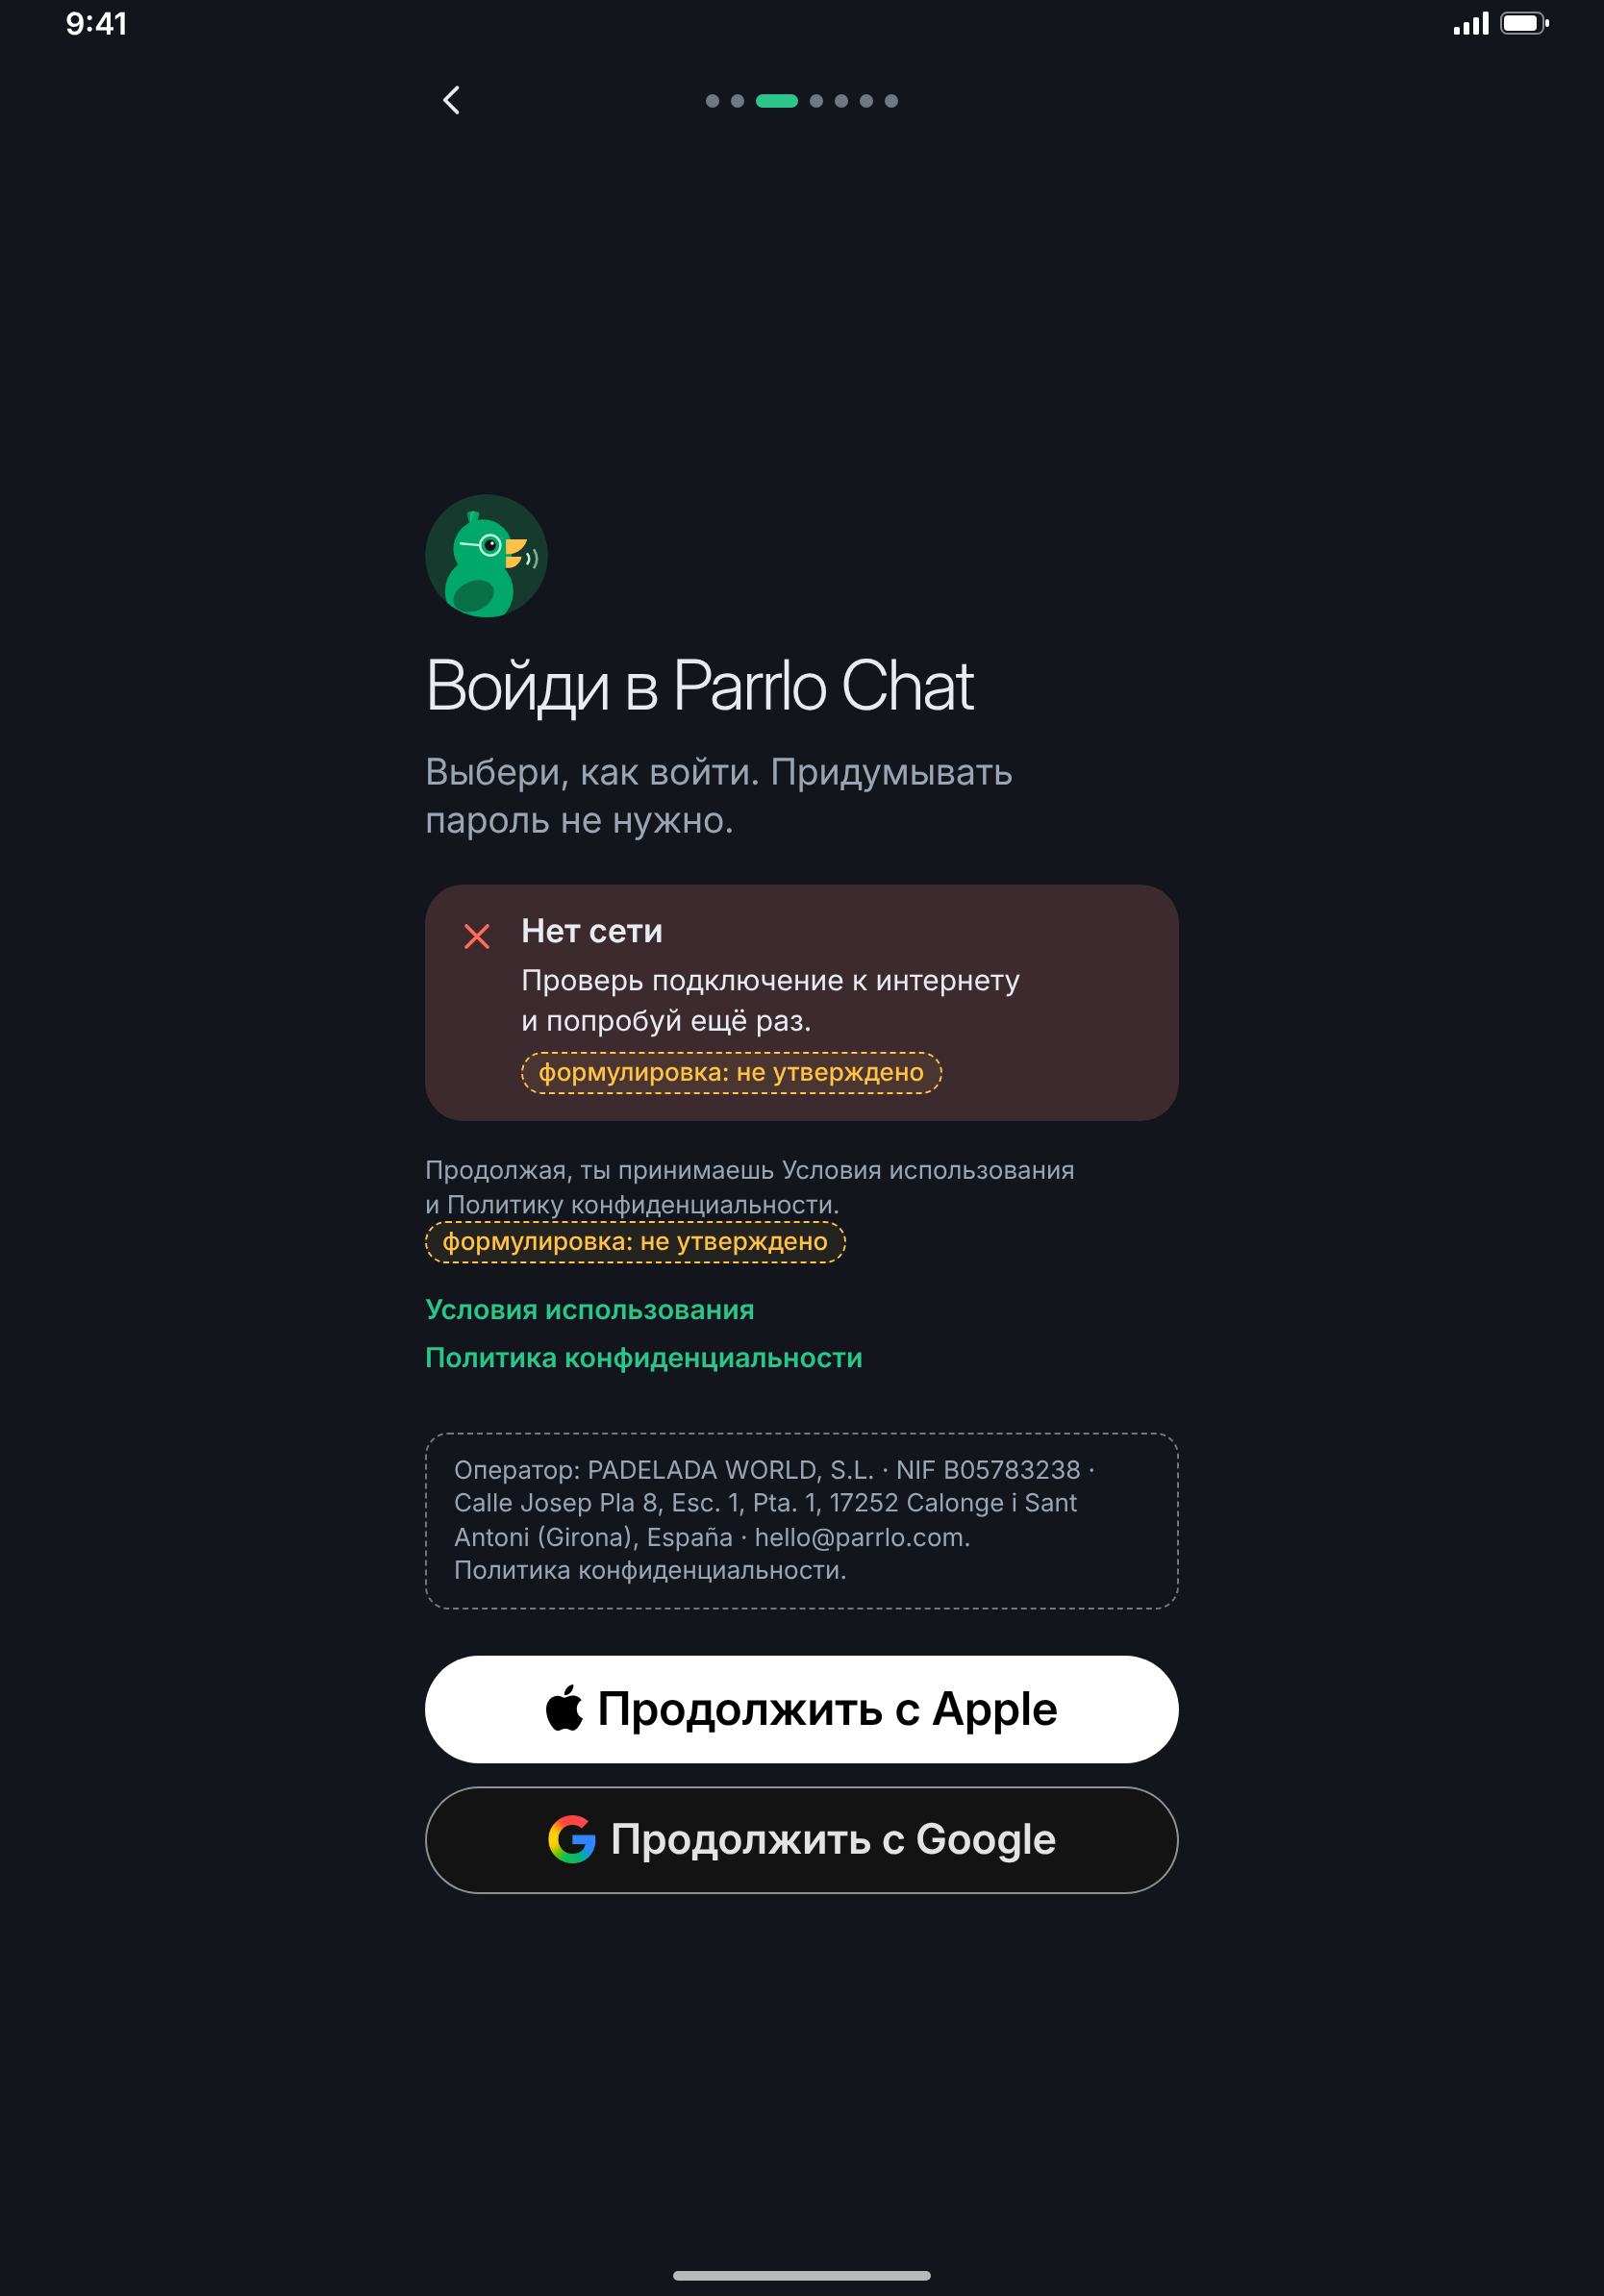 9:41
Войди в Parrlo Chat
Выбери, как войти. Придумывать
пароль не нужно.
Нет сети
Проверь подключение к интернету
и попробуй ещё раз.
формулировка: не утверждено
Продолжая, ты принимаешь Условия использования
и Политику конфиденциальности.
формулировка: не утверждено
Условия использования
Политика конфиденциальности
Оператор: PADELADA WORLD, S.L. · NIF B05783238 ·
Calle Josep Pla 8, Esc. 1, Pta. 1, 17252 Calonge i Sant
Antoni (Girona), España · hello@parrlo.com.
Политика конфиденциальности.
Продолжить с Apple
Продолжить с Google